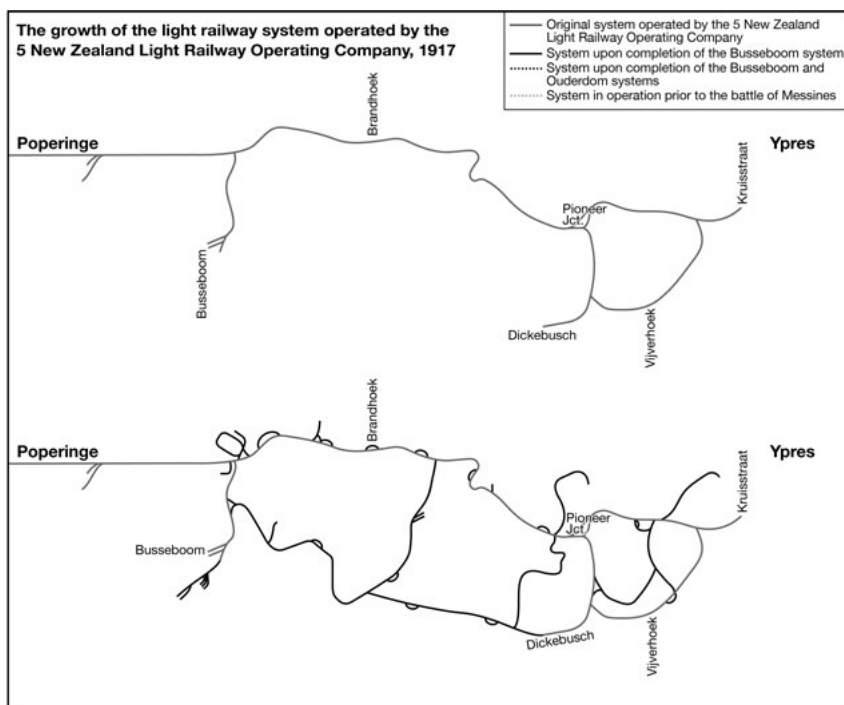 The growth of the light railway system operated by the
5 New Zealand Light Railway Operating Company, 1917
Original system operated by the 5 New Zealand
Light Railway Operating Company
System upon completion of the Busseboom system
System upon completion of the Busseboom and
Ouderdom systems
System in operation prior to the battle of Messines
Brandhoek
Poperinge
Ypres
Kruisstraat
Pioneer
Jct.
Busseboom
Dickebusch
Vijverhoek
Brandhoek
Poperinge
Ypres
Kruisstraat
Pioneer
Jct.
Busseboom
Dickebusch
Vijverhoek